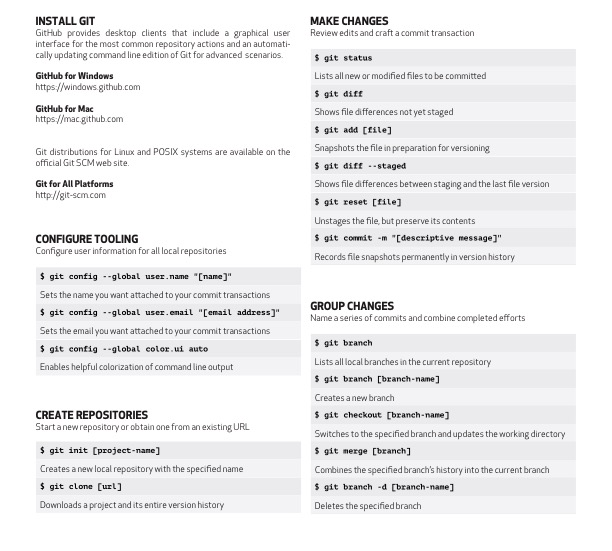 INSTALL GIT
GitHub provides desktop clients that include a graphical user
interface for the most common repository actions and an automati-
cally updating command line edition of Git for advanced scenarios.
GitHub for Windows
https://windows.github.com
GitHub for Mac
https://mac.github.com
Git distributions for Linux and POSIX systems are available on the
official Git SCM web site.
Git for All Platforms
http://git-scm.com
CONFIGURE TOOLING
Configure user information for all local repositories
$ git config --global user.name "[name]"
Sets the name you want attached to your commit transactions
$ git config --global user.email "[email address]"
Sets the email you want attached to your commit transactions
$ git config --global color.ui auto
Enables helpful colorization of command line output
CREATE REPOSITORIES
Start a new repository or obtain one from an existing URL
$ git init [project-name]
Creates a new local repository with the specified name
$ git clone [url]
Downloads a project and its entire version history
MAKE CHANGES
Review edits and craft a commit transaction
$ git status
Lists all new or modified files to be committed
$ git diff
Shows file differences not yet staged
$ git add [file]
Snapshots the file in preparation for versioning
$ git diff --staged
Shows file differences between staging and the last file version
$ git reset [file]
Unstages the file, but preserve its contents
$ git commit -m "[descriptive message]"
Records file snapshots permanently in version history
GROUP CHANGES
Name a series of commits and combine completed efforts
$ git branch
Lists all local branches in the current repository
$ git branch [branch-name]
Creates a new branch
$ git checkout [branch-name]
Switches to the specified branch and updates the working directory
$ git merge [branch]
Combines the specified branch's history into the current branch
$ git branch -d [branch-name]
Deletes the specified branch